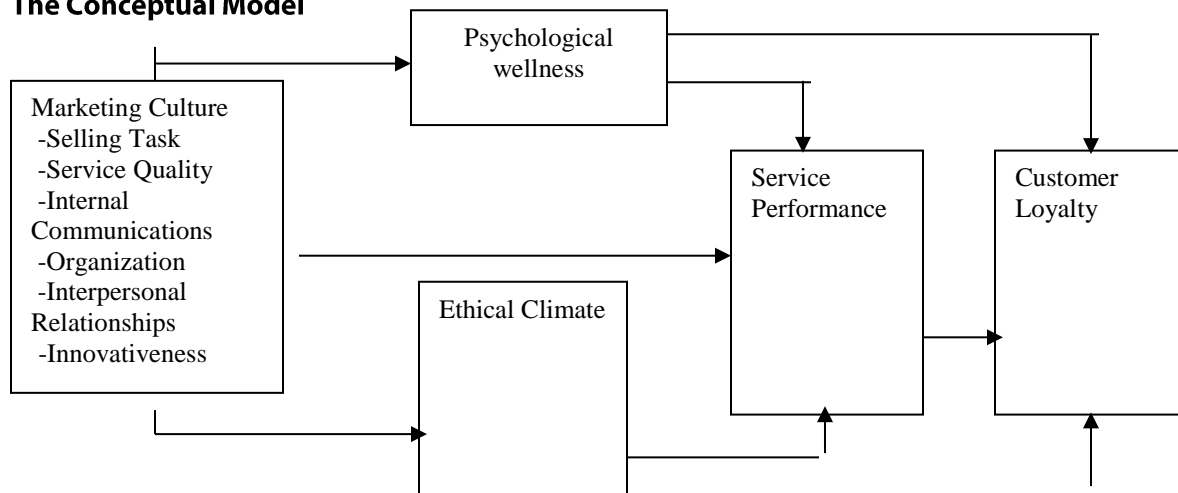 The Conceptual Model
Psychological
wellness
Marketing Culture
-Selling Task
-Service Quality
-Internal
Communications
-Organization
-Interpersonal
Relationships
-Innovativeness
Ethical Climate
Service
Performance
Customer
Loyalty